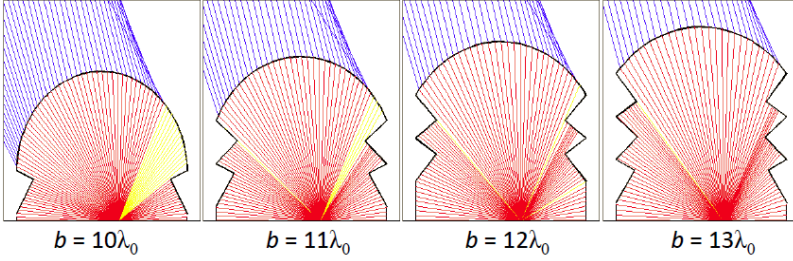 b = 10λ₀
b = 11λ₀
b = 12λ₀
b = 13λ₀